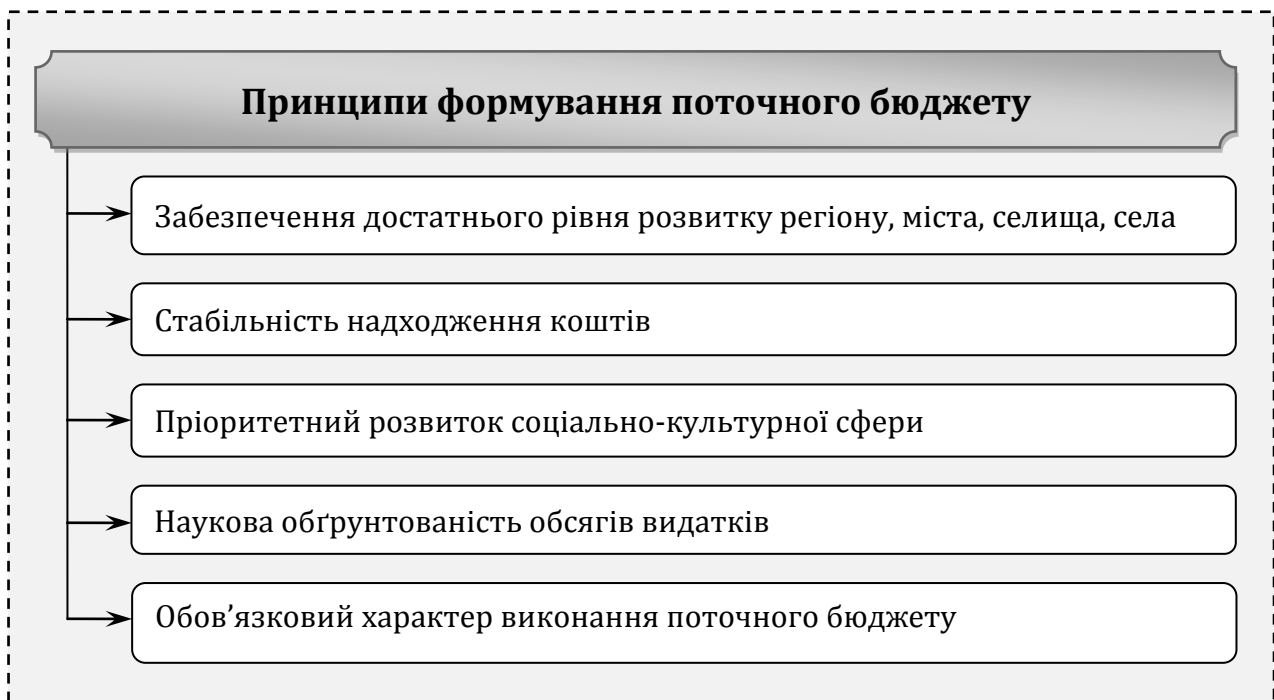 Принципи формування поточного бюджету
Забезпечення достатнього рівня розвитку регіону, міста, селища, села
Стабільність надходження коштів
Пріоритетний розвиток соціально-культурної сфери
Наукова обґрунтованість обсягів видатків
Обов’язковий характер виконання поточного бюджету